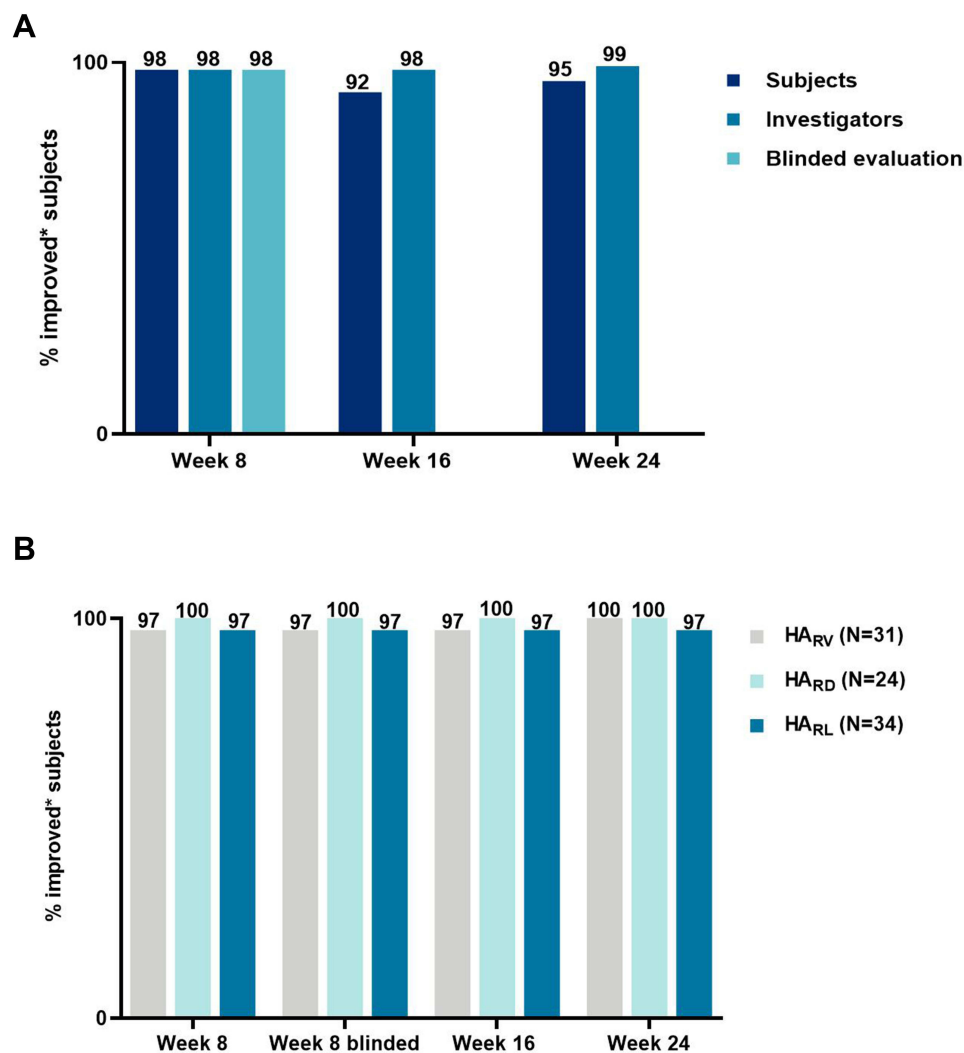 A
98 98 98
92 98
95 99
100
0
% improved* subjects
Week 8 Week 16 Week 24
Subjects
Investigators
Blinded evaluation
B
97 100 97 97 100 97 97 100 97 100 100 97
100
0
% improved* subjects
Week 8 Week 8 blinded Week 16 Week 24
HARV (N=31)
HARD (N=24)
HARL (N=34)